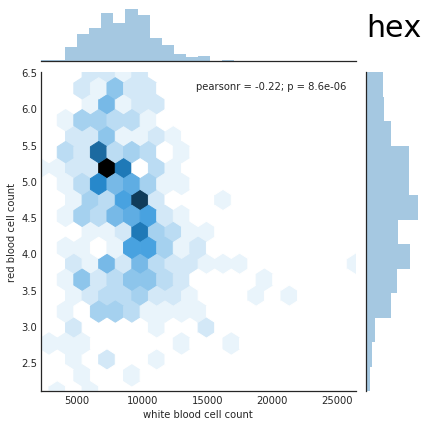 hex
pearsonr = -0.22; p = 8.6e-06
6.5
6.0
5.5
5.0
4.5
4.0
3.5
3.0
2.5
red blood cell count
5000 10000 15000 20000 25000
white blood cell count